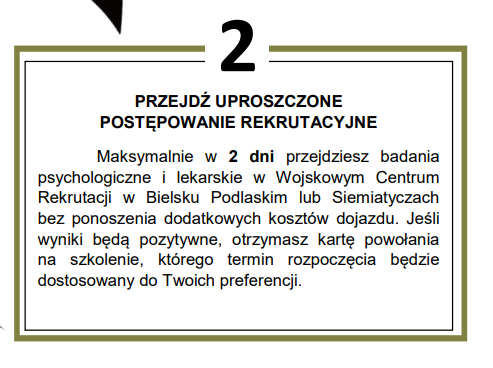 2
PRZEJDŹ UPROSZCZONE
POSTĘPOWANIE REKRUTACYJNE
Maksymalnie w 2 dni przejdziesz badania
psychologiczne i lekarskie w Wojskowym Centrum
Rekrutacji w Bielsku Podlaskim lub Siemiatyczach
bez ponoszenia dodatkowych kosztów dojazdu. Jeśli
wyniki będą pozytywne, otrzymasz kartę powołania
na szkolenie, którego termin rozpoczęcia będzie
dostosowany do Twoich preferencji.